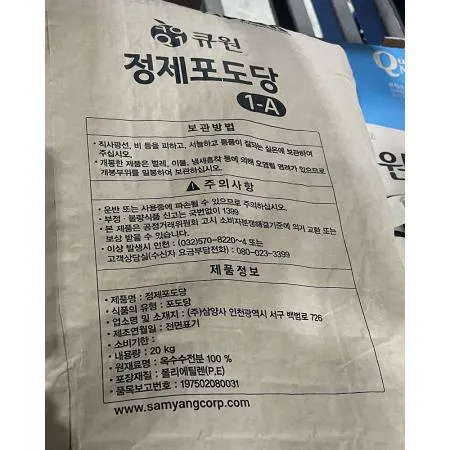 큐원
정제포도당
1-A
보관방법
• 직사광선, 비 등을 피하고, 서늘하고 통풍이 잘되는 실온에 보관하여
주십시오.
• 개봉한 제품은 벌레, 이물, 냄새흡착 등에 의해 오염될 염려가 있으므로
개봉부위를 밀봉하여 보관하십시오.
주의사항
• 운반 또는 사용중에 파손될 수 있으므로 주의하십시오.
• 부정·불량식품 신고는 국번없이 1399
• 본 제품은 공정거래위원회 고시 소비자분쟁해결기준에 의거 교환 또는
보상 받을 수 있습니다.
• 이상 발생시 인천 : (032)570-8220~4 또는
고객상담실(수신자 요금부담전화) : 080-023-3399
제품정보
• 제품명 : 정제포도당
• 식품의 유형 : 포도당
• 업소명 및 소재지 : (주)삼양사 인천광역시 서구 백범로 726
• 제조연월일 : 전면표기
• 소비기한 :
• 내용량 : 20 kg
• 원재료명 : 옥수수전분 100 %
• 포장재질 : 폴리에틸렌(P.E)
• 품목보고번호 : 197502080031
www.samyangcorp.com